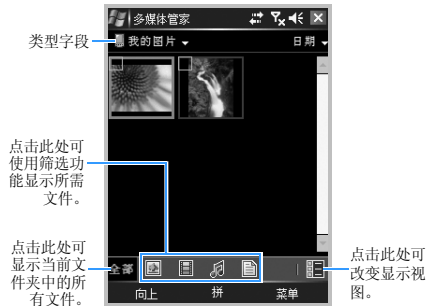 多媒体管家
类型字段
我的图片
日期
点击此处可
使用筛选功
能显示所需
文件。
点击此处可
显示当前文
件夹中的所
有文件。
全部
点击此处可
改变显示视
图。
向上
拼
菜单